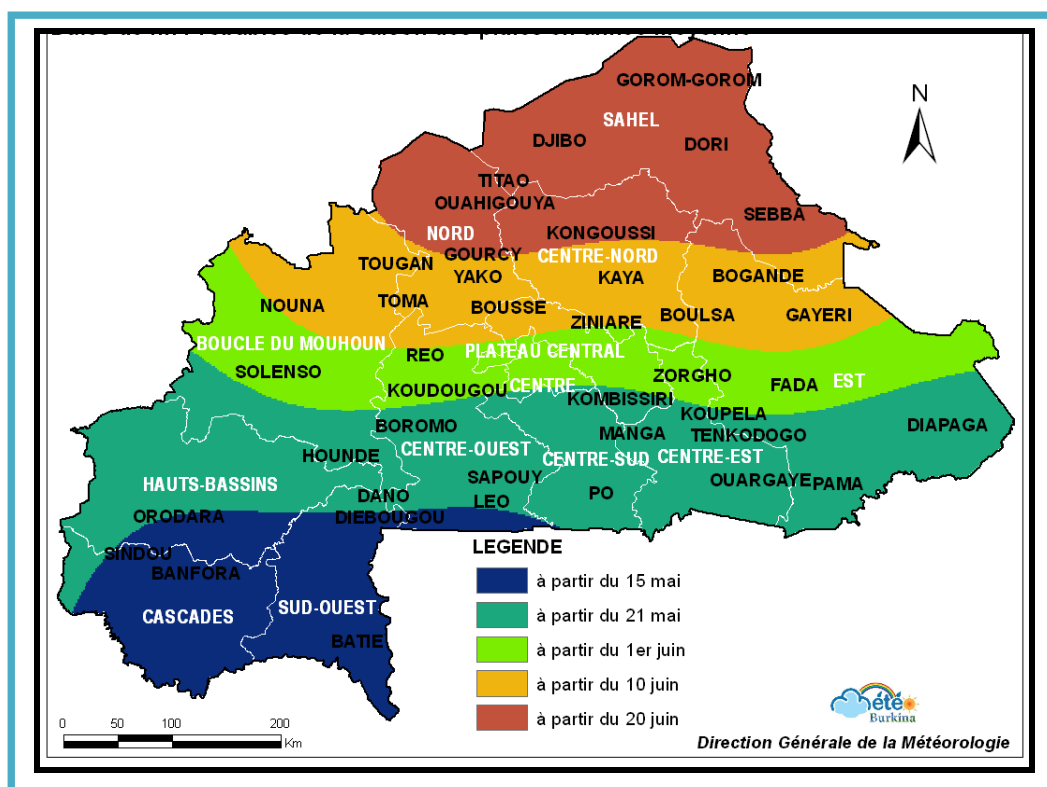 GOROM-GOROM
SAHEL
DJIBO
DORI
N
TITAO
OUAHIGOUYA
SEBBA
NORD
KONGOUSSI
GOURCY
CENTRE-NORD
TOUGAN
YAKO
KAYA
BOGANDE
NOUNA
TOMA
BOUSSE
ZINIARE
BOULSA
GAYERI
BOUCLE DU MOUHOUN
REO
PLATEAU CENTRAL
SOLENSO
KOUDOUGOU
CENTRE
ZORGHO
FADA
EST
KOMBISSIRI
KOUPELA
BOROMO
MANGA
TENKODOGO
DIAPAGA
HOUNDE
CENTRE-OUEST
CENTRE-SUD
CENTRE-EST
HAUTS-BASSINS
SAPOUY
OUARGAYE
PAMA
DANO
LEO
PO
ORODARA
DIEBOUGOU
SINDOU
BANFORA
CASCADES
SUD-OUEST
BATIE
LEGENDE
à partir du 15 mai
à partir du 21 mai
à partir du 1er juin
à partir du 10 juin
à partir du 20 juin
0 50 100 200
Km
été
Burkina
Direction Générale de la Météorologie